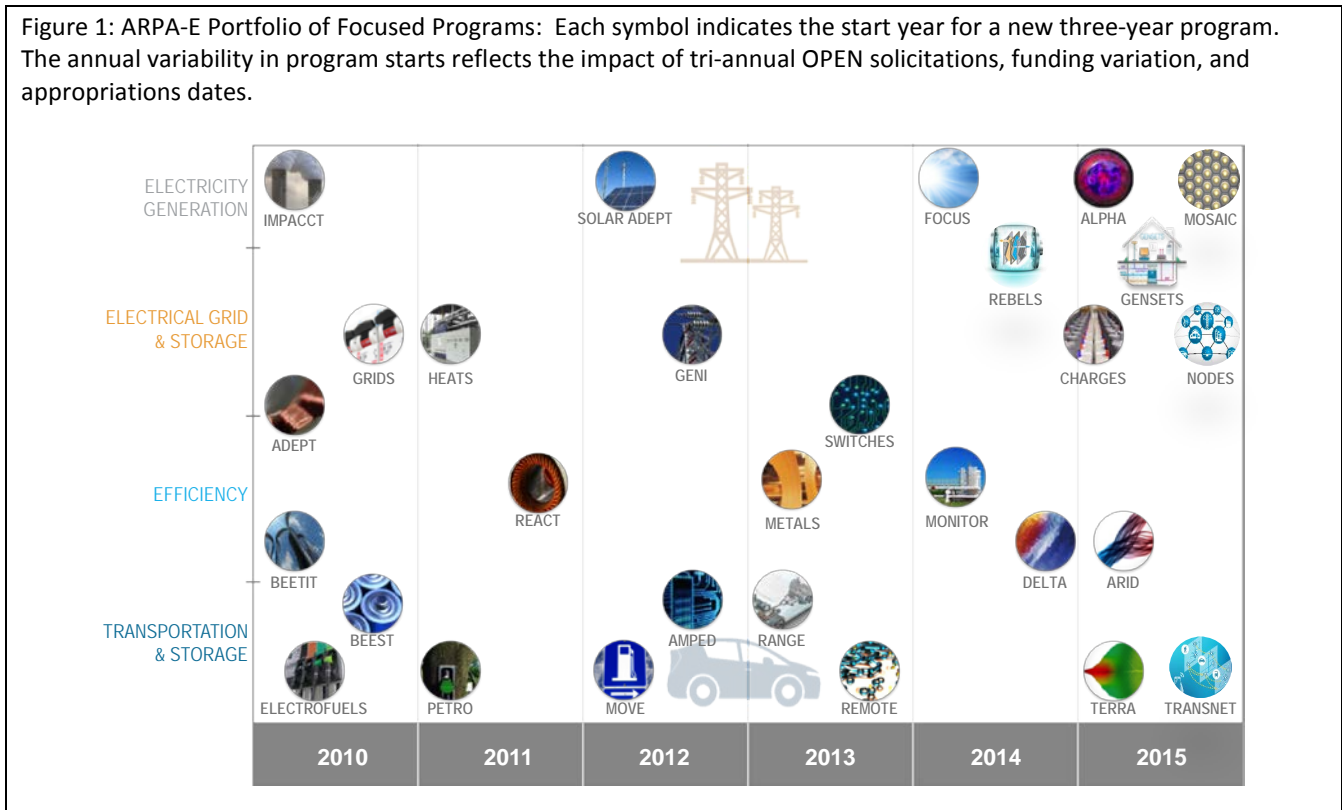 Figure 1: ARPA-E Portfolio of Focused Programs:  Each symbol indicates the start year for a new three-year program.
The annual variability in program starts reflects the impact of tri-annual OPEN solicitations, funding variation, and
appropriations dates.
ELECTRICITY
GENERATION
IMPACCT
SOLAR ADEPT
FOCUS
ALPHA
MOSAIC
REBELS
GENSETS
ELECTRICAL GRID
& STORAGE
GRIDS
HEATS
GENI
CHARGES
NODES
ADEPT
SWITCHES
EFFICIENCY
REACT
METALS
MONITOR
BEETIT
DELTA
ARID
TRANSPORTATION
& STORAGE
BEEST
AMPED
RANGE
ELECTROFUELS
PETRO
MOVE
REMOTE
TERRA
TRANSNET
2010
2011
2012
2013
2014
2015